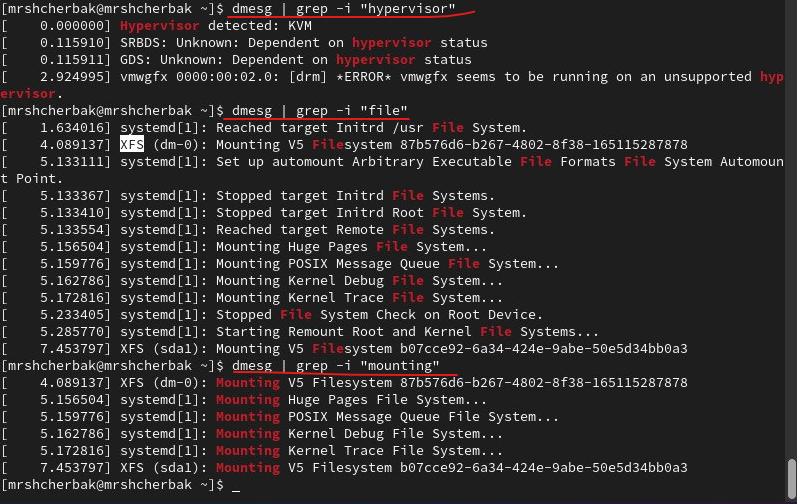 [mrshcherbak@mrshcherbak ~]$ dmesg | grep -i "hypervisor"
[    0.000000] Hypervisor detected: KVM
[    0.115910] SRBDS: Unknown: Dependent on hypervisor status
[    0.115911] GDS: Unknown: Dependent on hypervisor status
[    2.924995] vmwgfx 0000:00:02.0: [drm] *ERROR* vmwgfx seems to be running on an unsupported hyp
ervisor.
[mrshcherbak@mrshcherbak ~]$ dmesg | grep -i "file"
[    1.634016] systemd[1]: Reached target Initrd /usr File System.
[    4.089137] XFS (dm-0): Mounting V5 Filesystem 87b576d6-b267-4802-8f38-165115287878
[    5.133111] systemd[1]: Set up automount Arbitrary Executable File Formats File System Automoun
t Point.
[    5.133367] systemd[1]: Stopped target Initrd File Systems.
[    5.133410] systemd[1]: Stopped target Initrd Root File System.
[    5.133554] systemd[1]: Reached target Remote File Systems.
[    5.156504] systemd[1]: Mounting Huge Pages File System...
[    5.159776] systemd[1]: Mounting POSIX Message Queue File System...
[    5.162786] systemd[1]: Mounting Kernel Debug File System...
[    5.172816] systemd[1]: Mounting Kernel Trace File System...
[    5.233405] systemd[1]: Stopped File System Check on Root Device.
[    5.285770] systemd[1]: Starting Remount Root and Kernel File Systems...
[    7.453797] XFS (sda1): Mounting V5 Filesystem b07cce92-6a34-424e-9abe-50e5d34bb0a3
[mrshcherbak@mrshcherbak ~]$ dmesg | grep -i "mounting"
[    4.089137] XFS (dm-0): Mounting V5 Filesystem 87b576d6-b267-4802-8f38-165115287878
[    5.156504] systemd[1]: Mounting Huge Pages File System...
[    5.159776] systemd[1]: Mounting POSIX Message Queue File System...
[    5.162786] systemd[1]: Mounting Kernel Debug File System...
[    5.172816] systemd[1]: Mounting Kernel Trace File System...
[    7.453797] XFS (sda1): Mounting V5 Filesystem b07cce92-6a34-424e-9abe-50e5d34bb0a3
[mrshcherbak@mrshcherbak ~]$ _